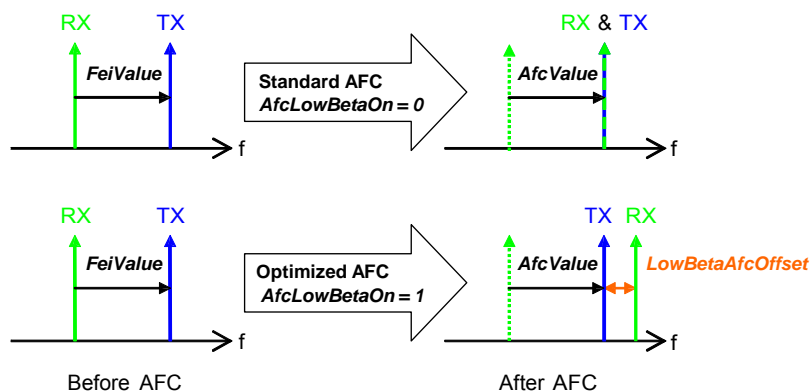 RX TX
FeiValue
f
Standard AFC
AfcLowBetaOn = 0
RX & TX
AfcValue
f
RX TX
FeiValue
f
Optimized AFC
AfcLowBetaOn = 1
TX RX
AfcValue
LowBetaAfcOffset
f
Before AFC
After AFC